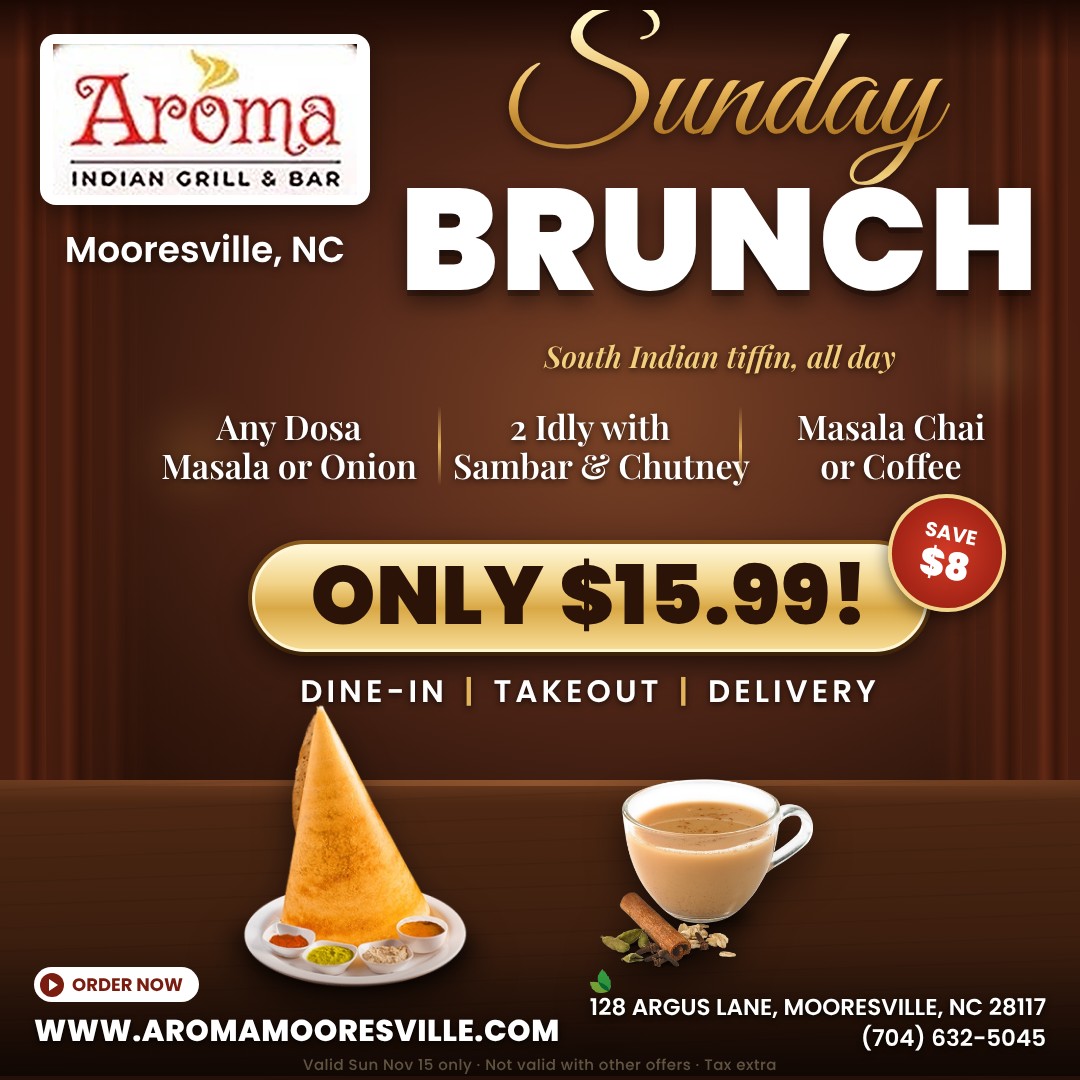 Aroma
INDIAN GRILL & BAR
Mooresville, NC
Sunday
BRUNCH
South Indian tiffin, all day
Any Dosa
Masala or Onion
2 Idly with
Sambar & Chutney
Masala Chai
or Coffee
SAVE
$8
ONLY $15.99!
DINE-IN | TAKEOUT | DELIVERY
ORDER NOW
WWW.AROMAMOORESVILLE.COM
128 ARGUS LANE, MOORESVILLE, NC 28117
(704) 632-5045
Valid Sun Nov 15 only · Not valid with other offers · Tax extra